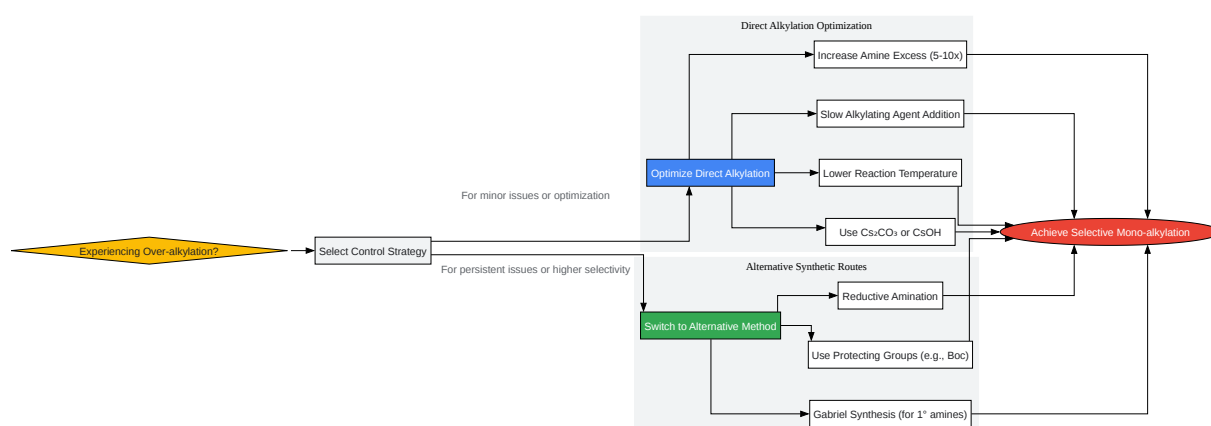 Direct Alkylation Optimization
Increase Amine Excess (5-10x)
Slow Alkylating Agent Addition
Optimize Direct Alkylation
Lower Reaction Temperature
For minor issues or optimization
Use Cs₂CO₃ or CsOH
Achieve Selective Mono-alkylation
Experiencing Over-alkylation?
Select Control Strategy
For persistent issues or higher selectivity
Alternative Synthetic Routes
Reductive Amination
Switch to Alternative Method
Use Protecting Groups (e.g., Boc)
Gabriel Synthesis (for 1° amines)